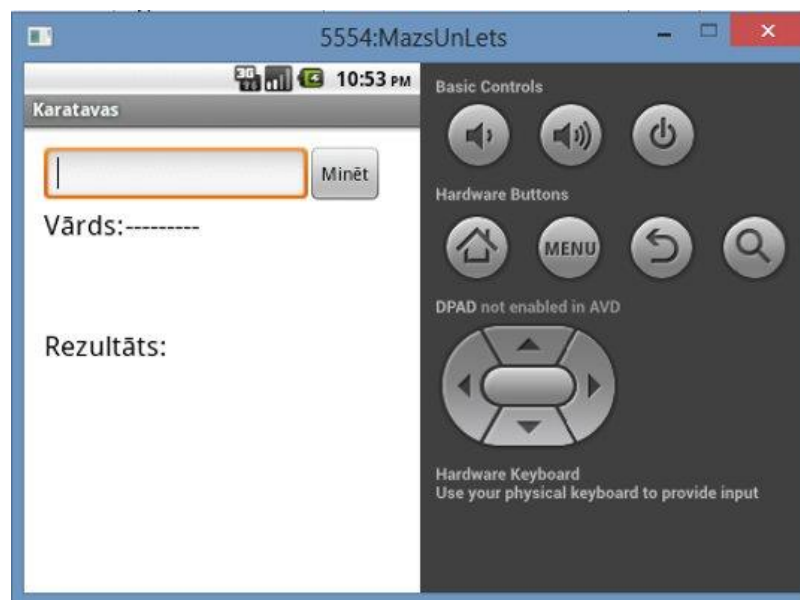 5554:MazsUnLets
3G 10:53 PM
Karatavas
Minēt
Vārds:---------
Rezultāts:
Basic Controls
Hardware Buttons
MENU
DPAD not enabled in AVD
Hardware Keyboard
Use your physical keyboard to provide input